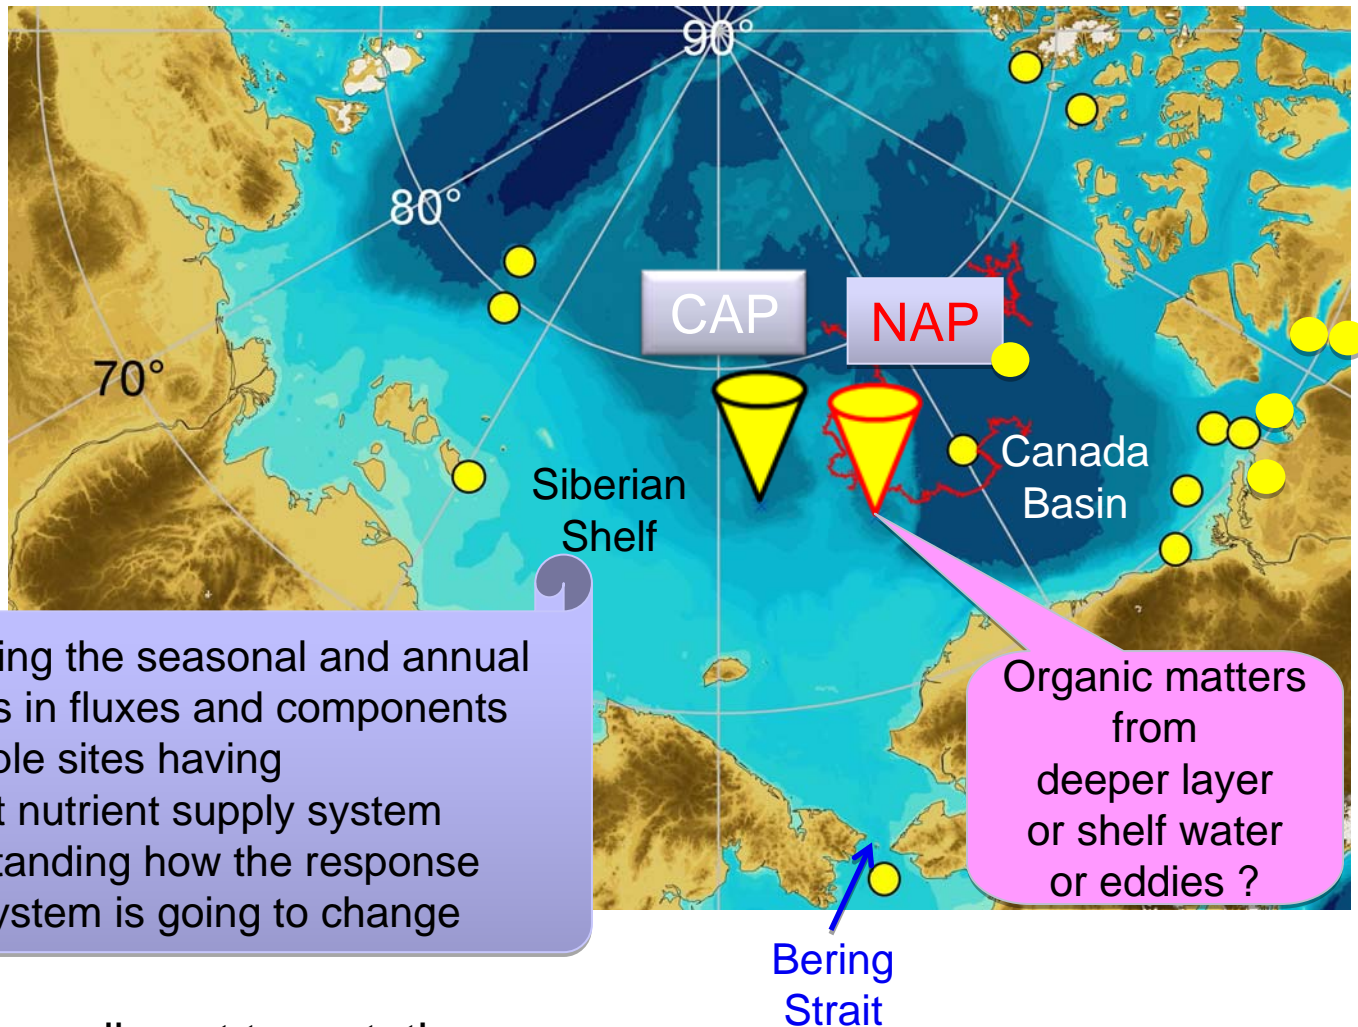 90°
80°
70°
CAP
NAP
Canada
Basin
Siberian
Shelf
ing the seasonal and annual
s in fluxes and components
ole sites having
t nutrient supply system
tanding how the response
ystem is going to change
Organic matters
from
deeper layer
or shelf water
or eddies ?
Bering
Strait